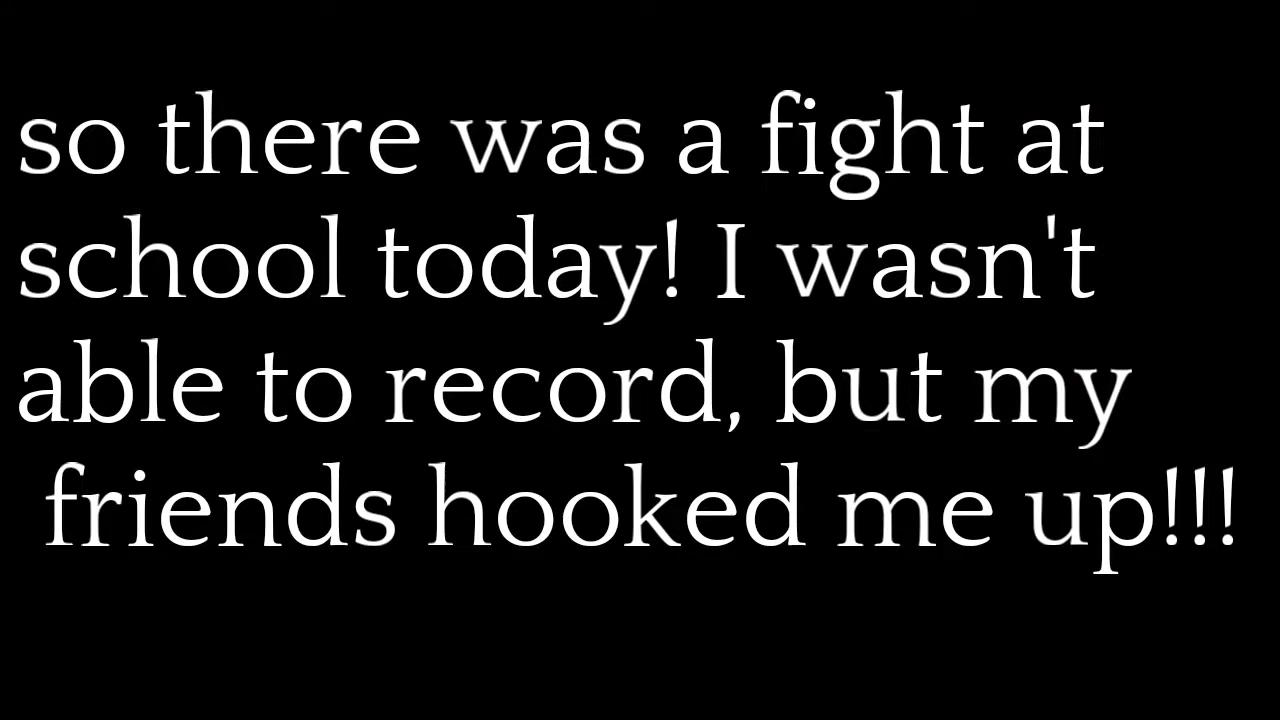 so there was a fight at
school today! I wasn't
able to record, but my
friends hooked me up!!!